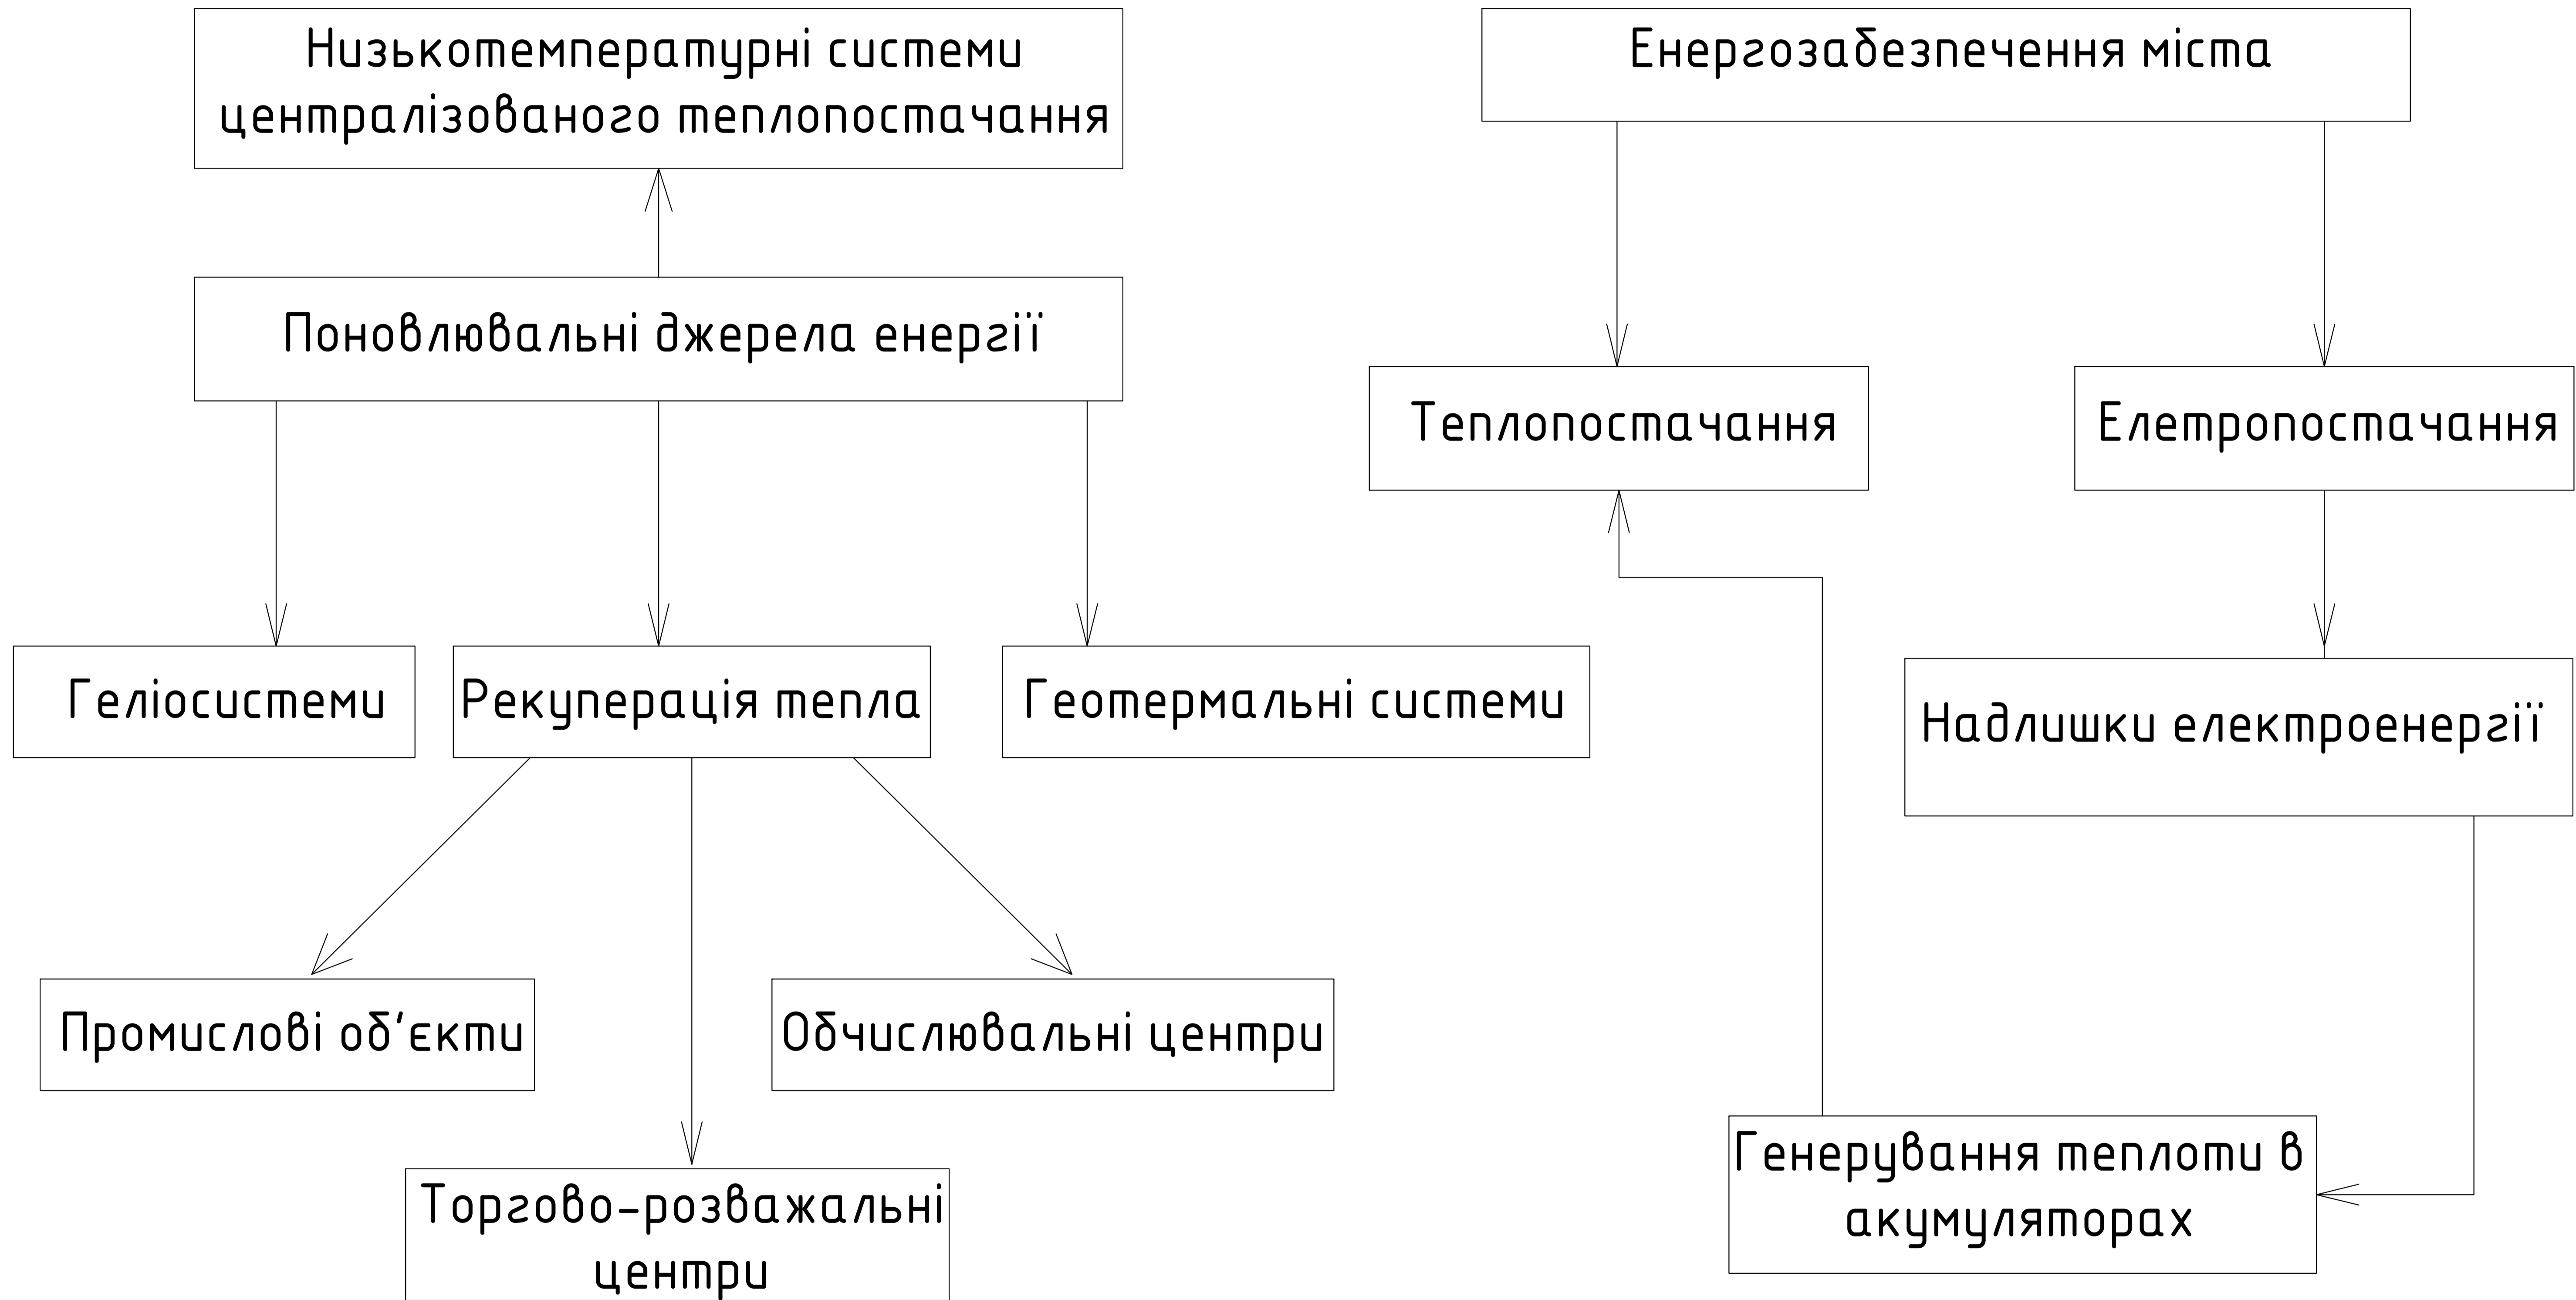 Низькотемпературні системи
централізованого теплопостачання
Енергозабезпечення міста
Поновлювальні джерела енергії
Теплопостачання
Елетропостачання
Геліосистеми
Рекуперація тепла
Геотермальні системи
Надлишки електроенергії
Промислові об'єкти
Обчислювальні центри
Торгово-розважальні
центри
Генерування теплоти в
акумуляторах